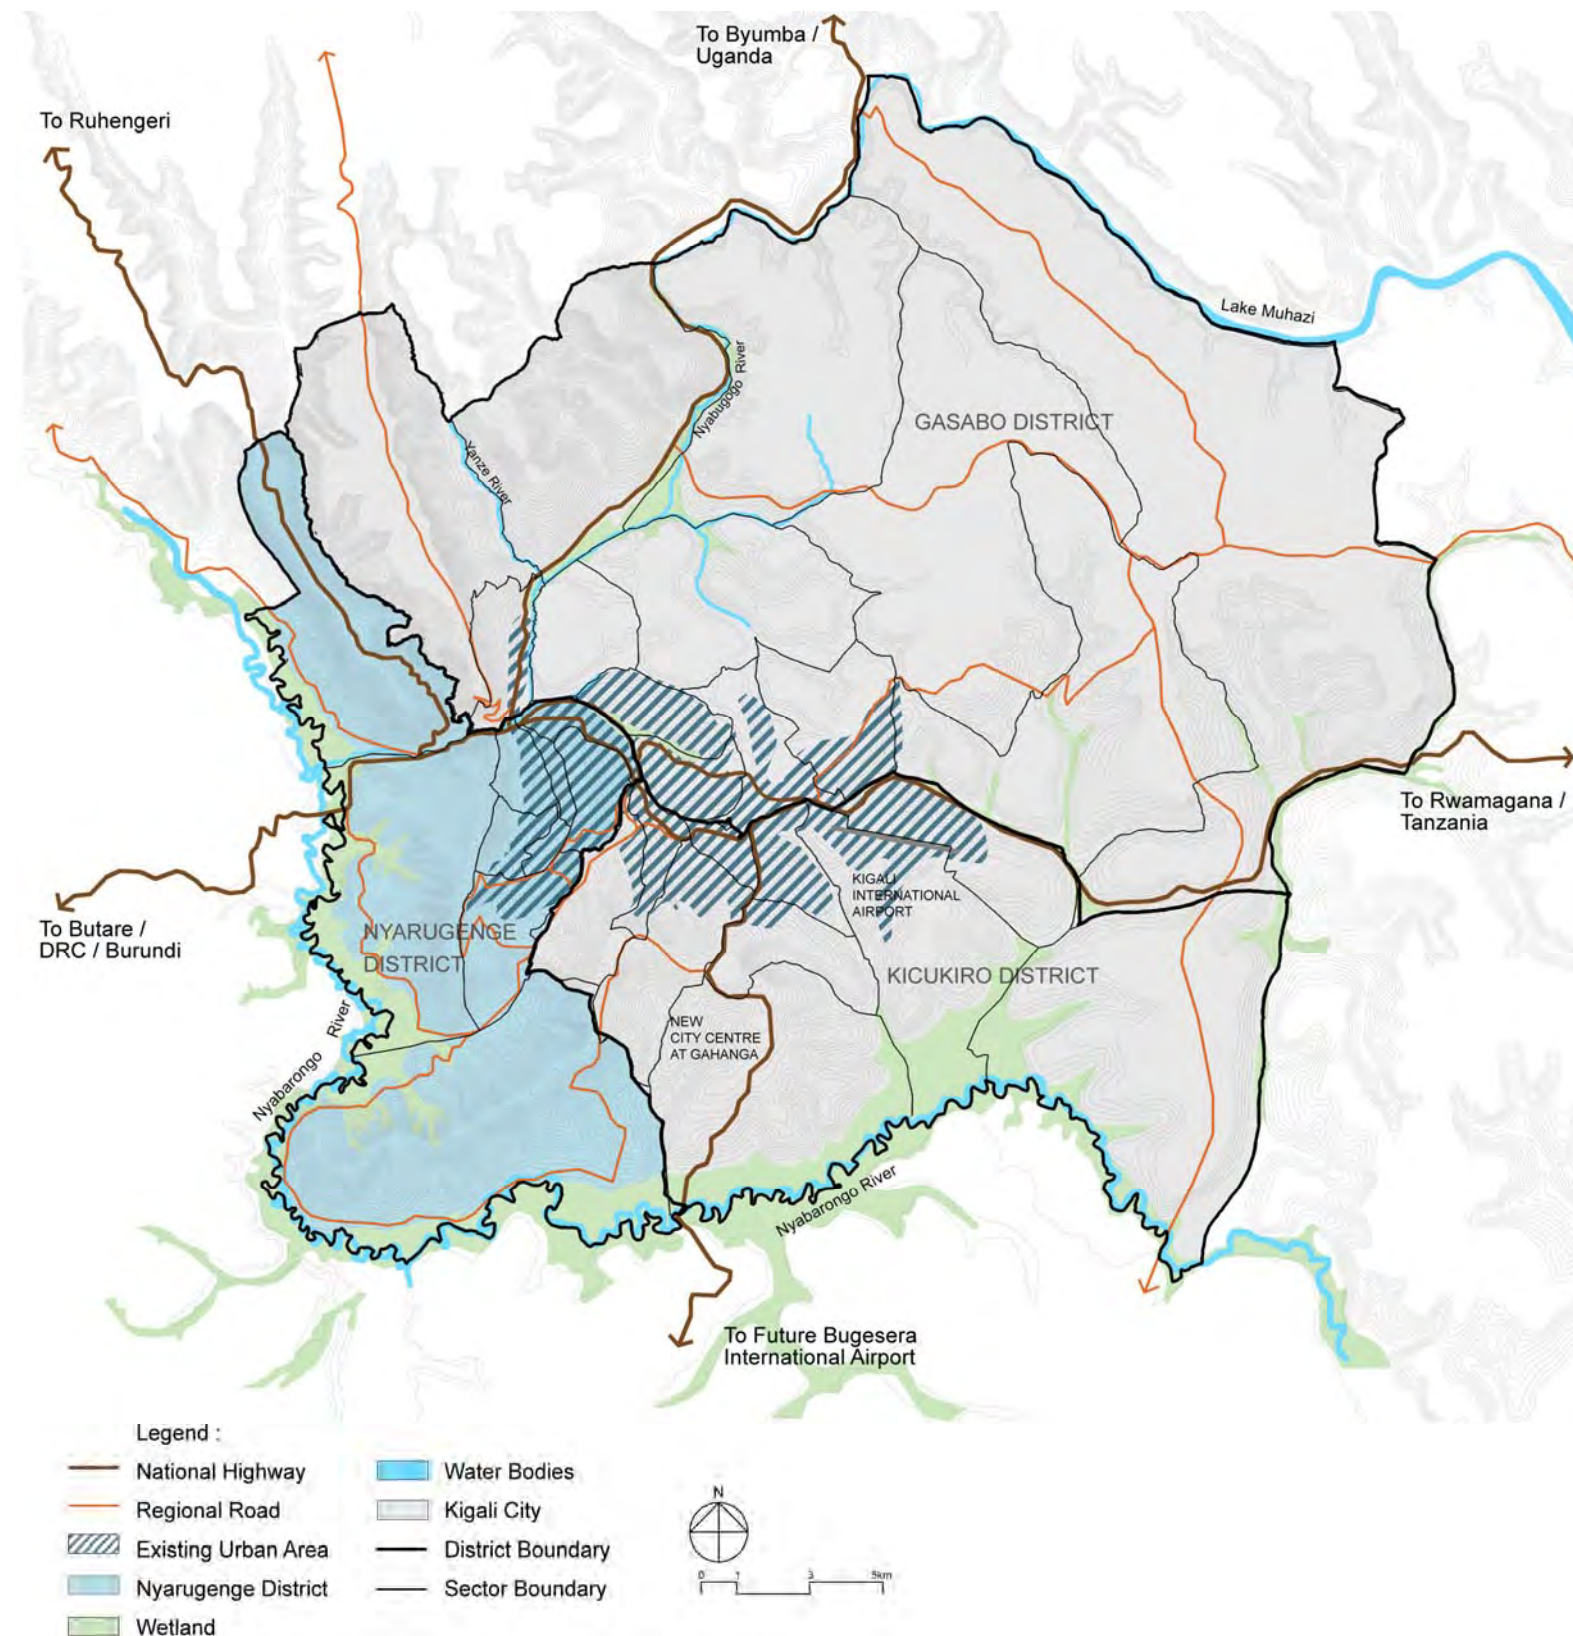 To Byumba /
Uganda
To Ruhengeri
Lake Muhazi
Nyabugogo River
GASABO DISTRICT
Yanze River
To Rwamagana /
Tanzania
KIGALI
INTERNATIONAL
AIRPORT
To Butare /
DRC / Burundi
NYARUGENGE
DISTRICT
KICUKIRO DISTRICT
NEW
CITY CENTRE
AT GAHANGA
Nyabarongo River
Nyabarongo River
To Future Bugesera
International Airport
Legend :
National Highway
Regional Road
Existing Urban Area
Nyarugenge District
Wetland
Water Bodies
Kigali City
District Boundary
Sector Boundary
N
0 1 3 5km